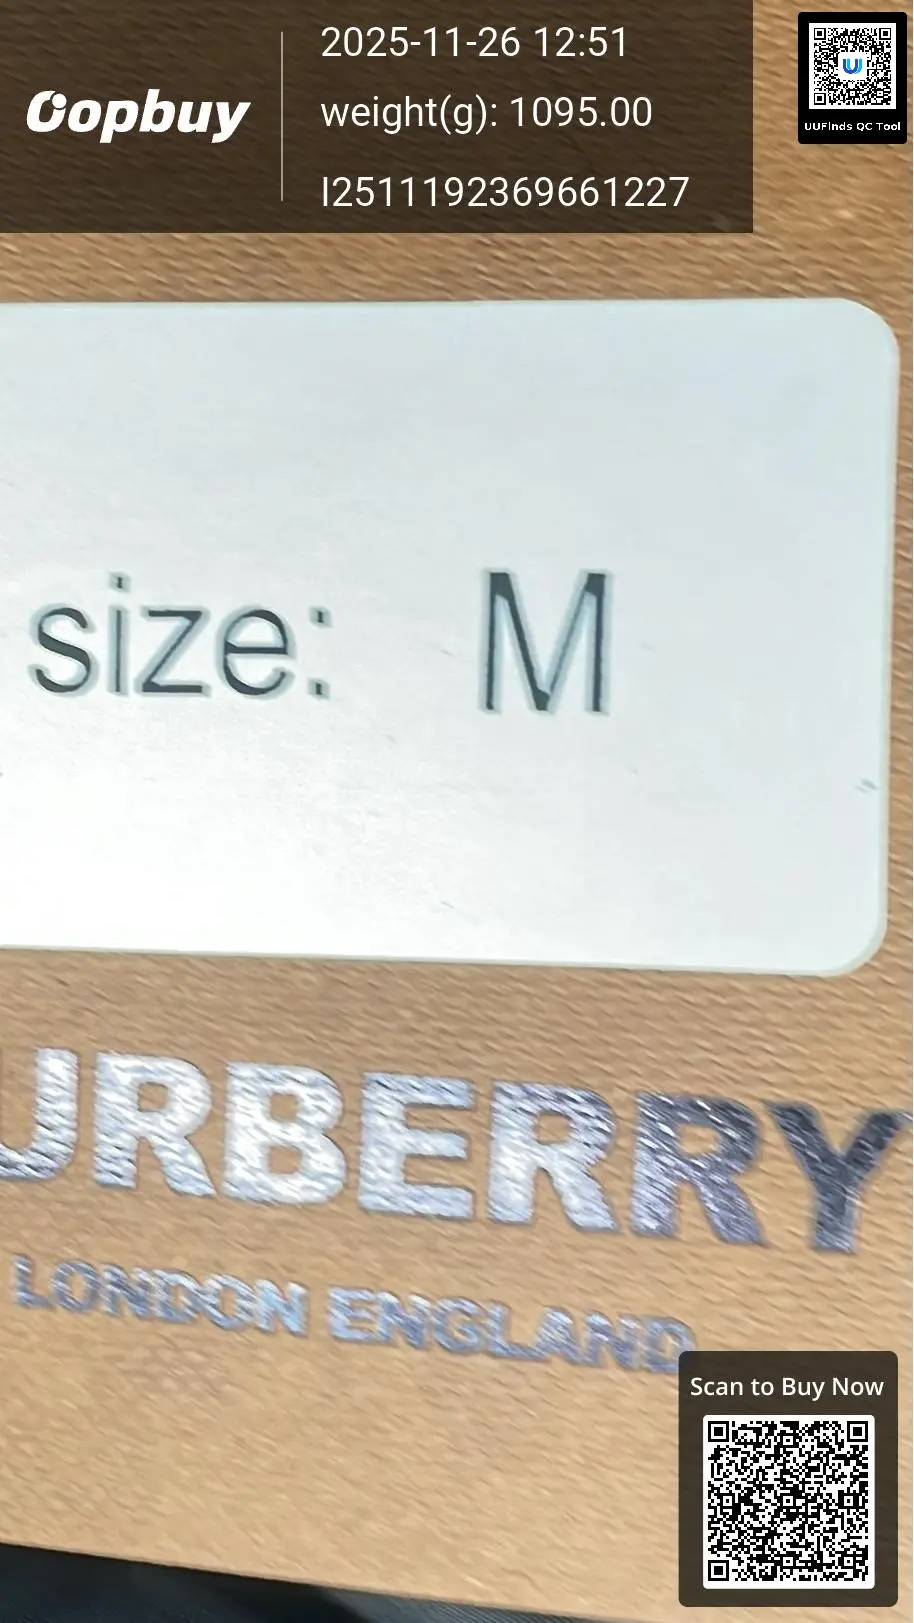 Oopbuy
2025-11-26 12:51
weight(g): 1095.00
I2511192369661227
UUFinds QC Tool
size: M
URBERRY
LONDON ENGLAND
Scan to Buy Now